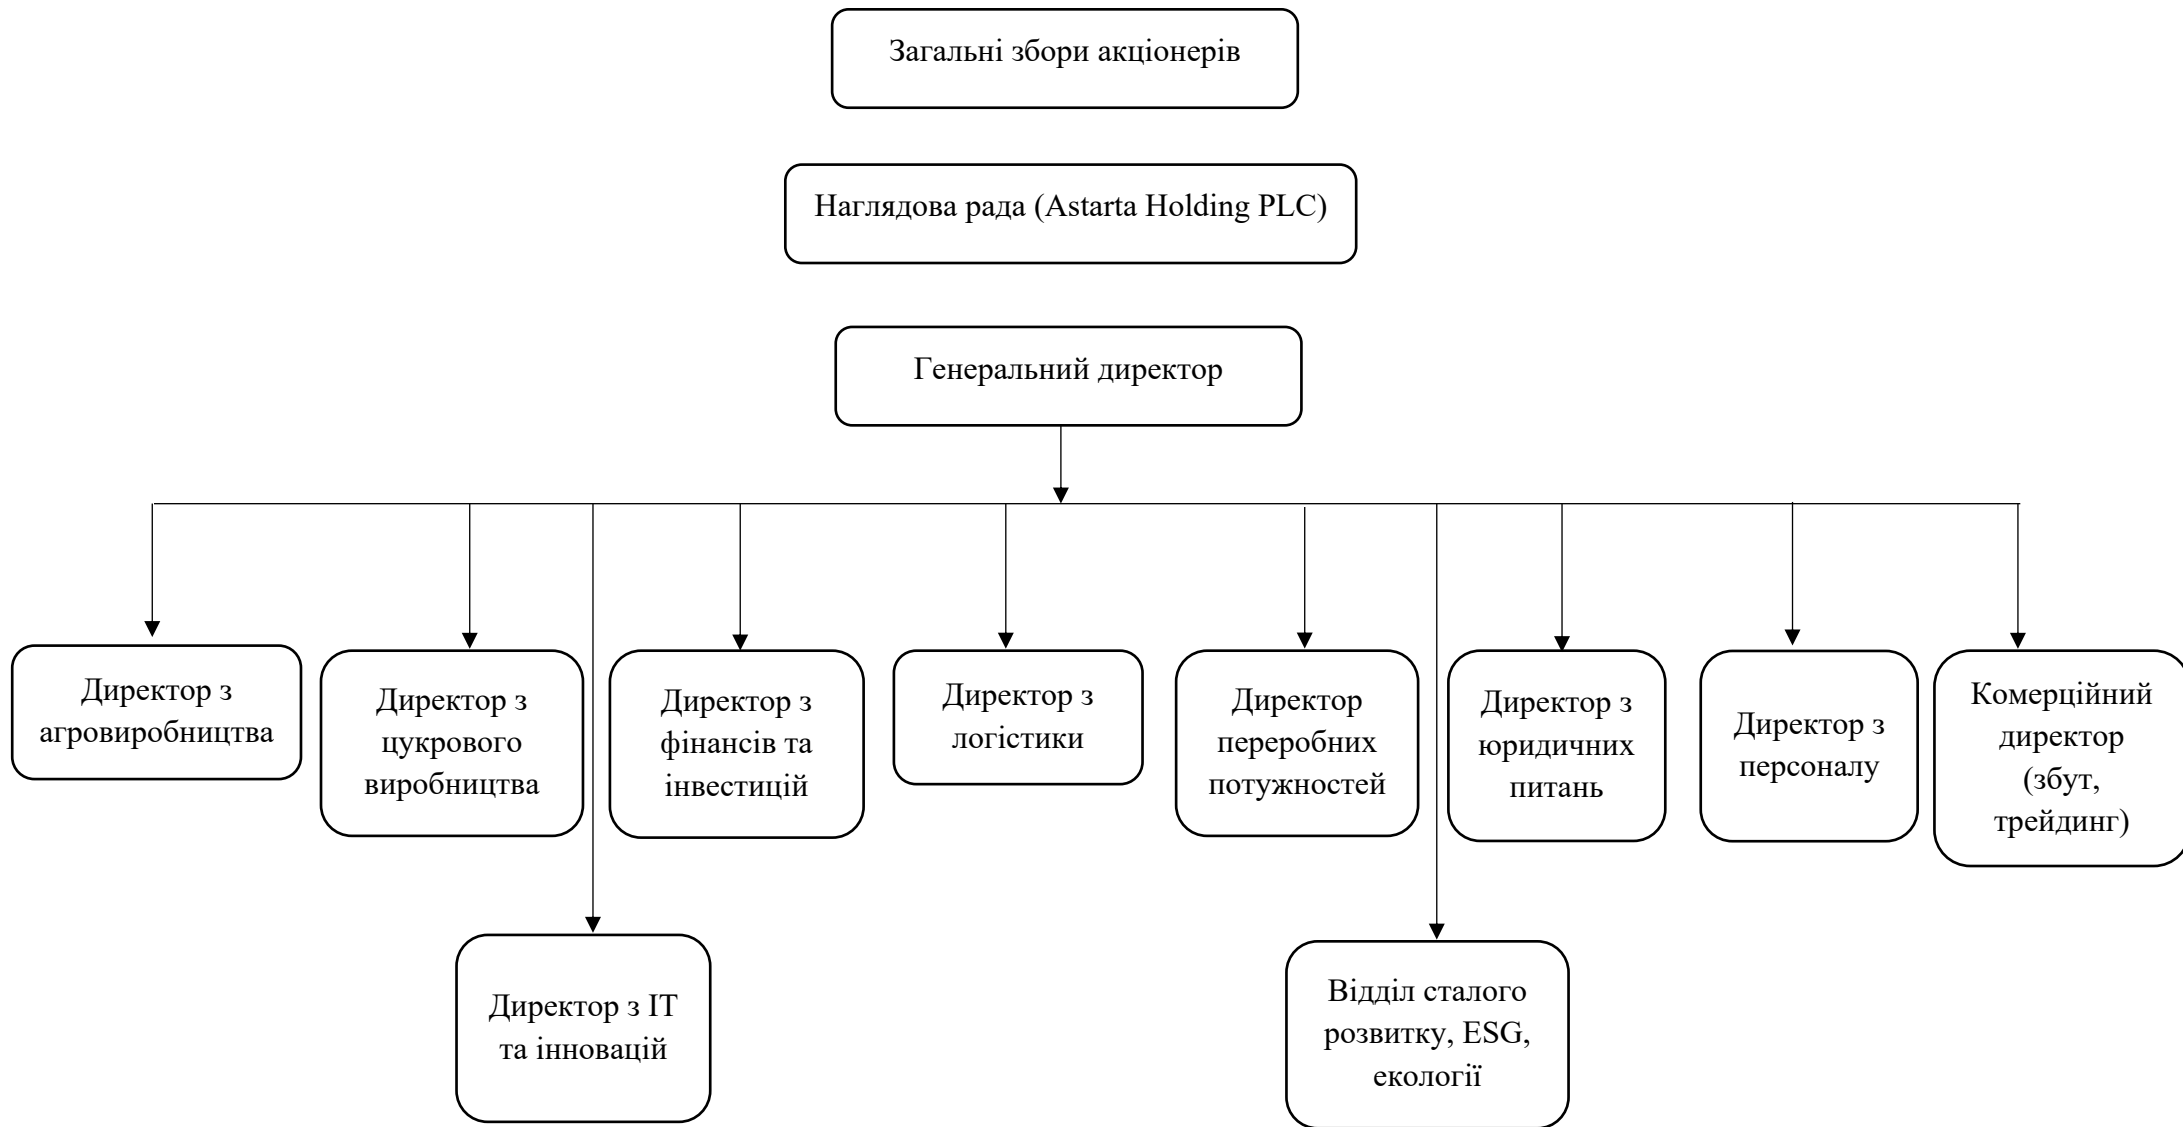 Загальні збори акціонерів
Наглядова рада (Astarta Holding PLC)
Генеральний директор
Директор з
агровиробництва
Директор з
цукрового
виробництва
Директор з
фінансів та
інвестицій
Директор з
логістики
Директор
переробних
потужностей
Директор з
юридичних
питань
Директор з
персоналу
Комерційний
директор
(збут,
трейдинг)
Директор з ІТ
та інновацій
Відділ сталого
розвитку, ESG,
екології